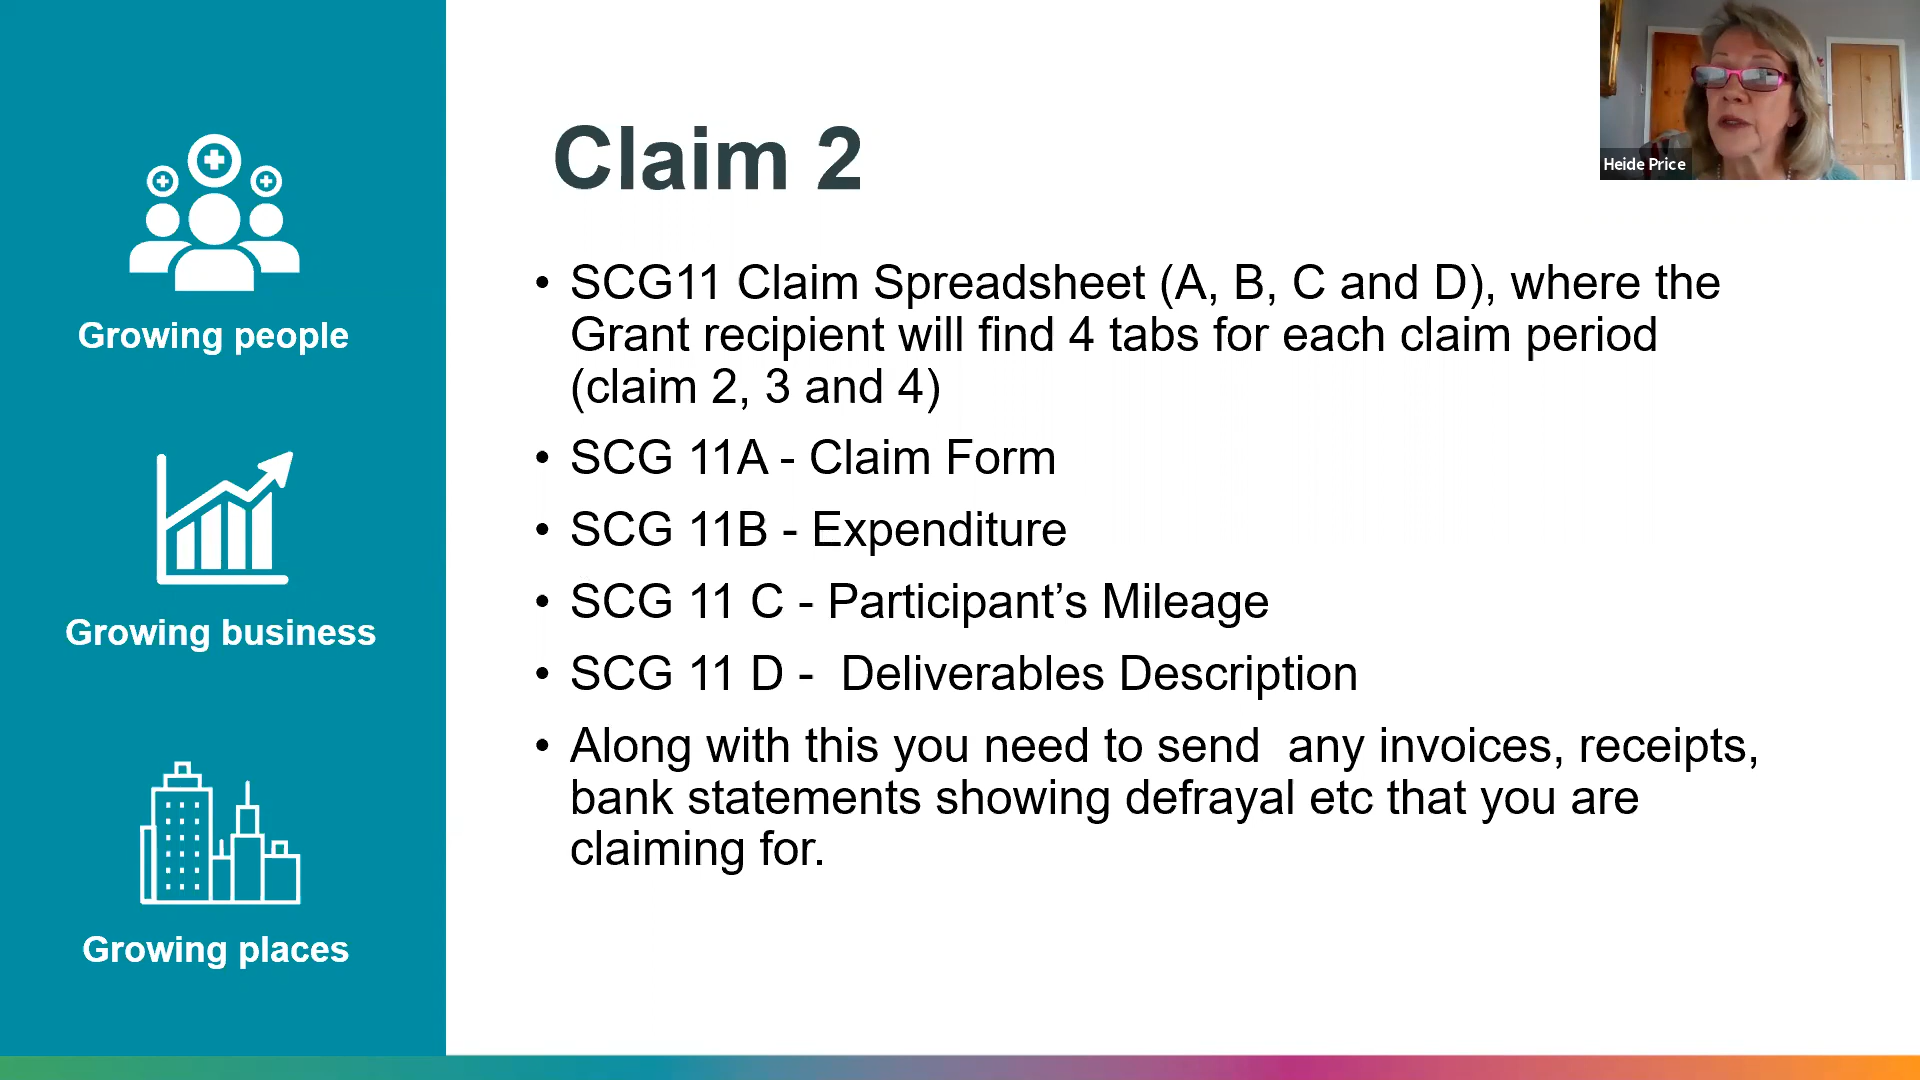 Growing people
Growing business
Growing places
Claim 2
• SCG11 Claim Spreadsheet (A, B, C and D), where the
Grant recipient will find 4 tabs for each claim period
(claim 2, 3 and 4)
• SCG 11A - Claim Form
• SCG 11B - Expenditure
• SCG 11 C - Participant’s Mileage
• SCG 11 D -  Deliverables Description
• Along with this you need to send  any invoices, receipts,
bank statements showing defrayal etc that you are
claiming for.
Heide Price